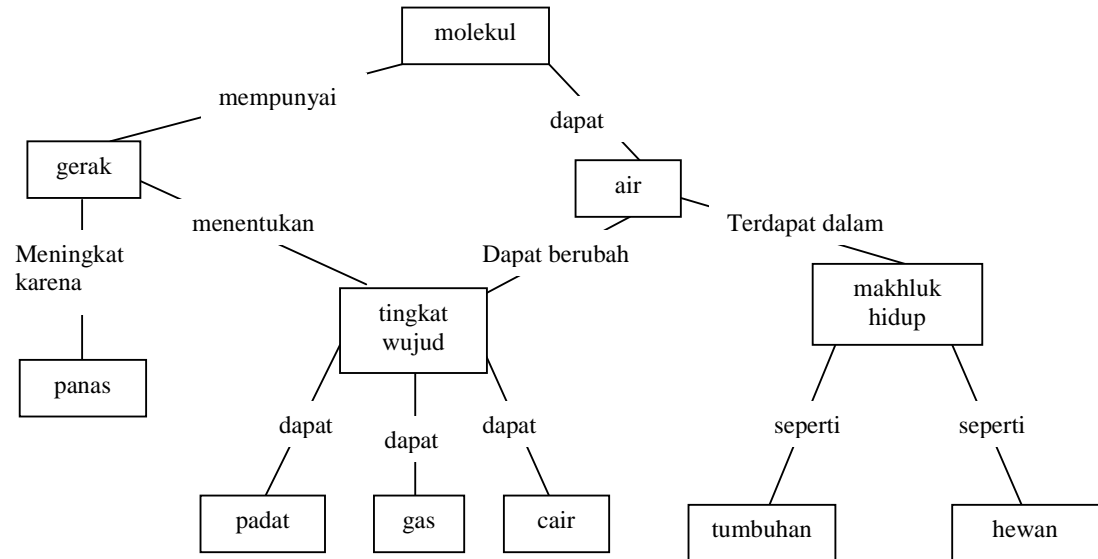 molekul
mempunyai
dapat
gerak
air
menentukan
Terdapat dalam
Meningkat
karena
Dapat berubah
makhluk
hidup
tingkat
wujud
panas
dapat
dapat
dapat
seperti
seperti
padat
gas
cair
tumbuhan
hewan